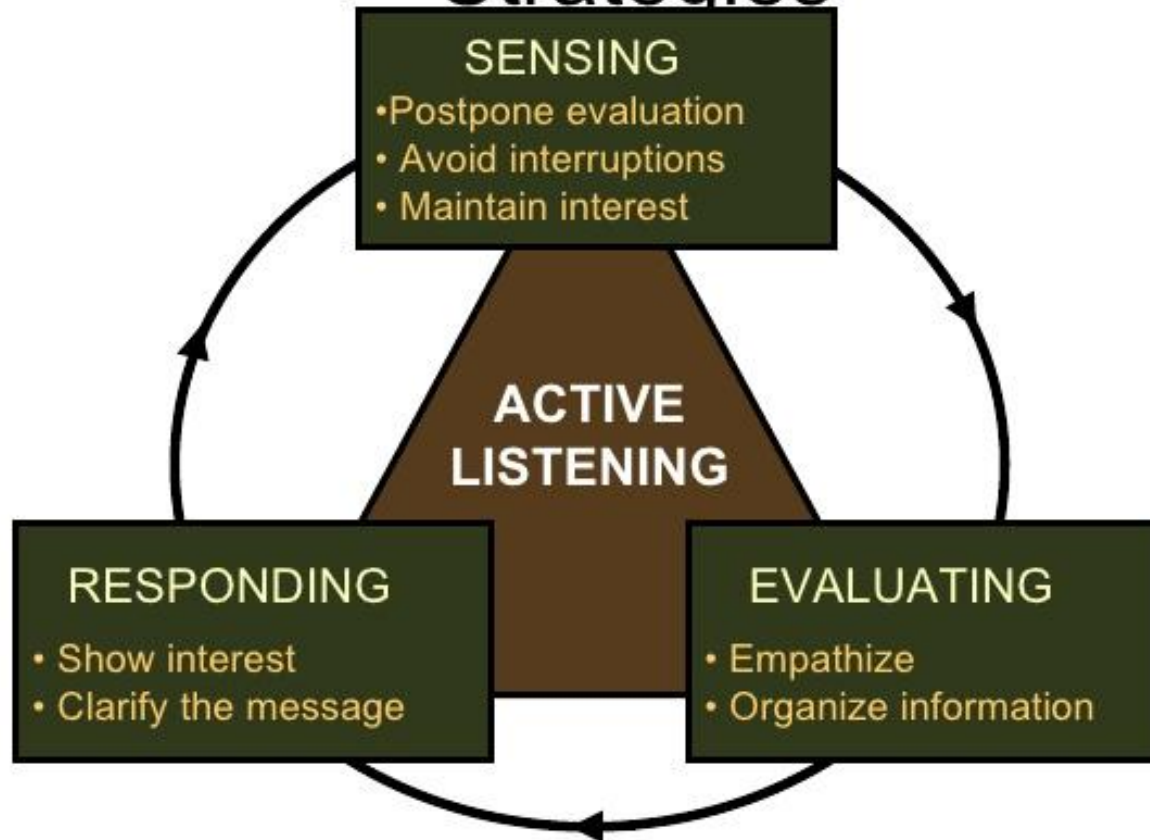 Strategies
SENSING
•Postpone evaluation
• Avoid interruptions
• Maintain interest
ACTIVE
LISTENING
RESPONDING
• Show interest
• Clarify the message
EVALUATING
• Empathize
• Organize information